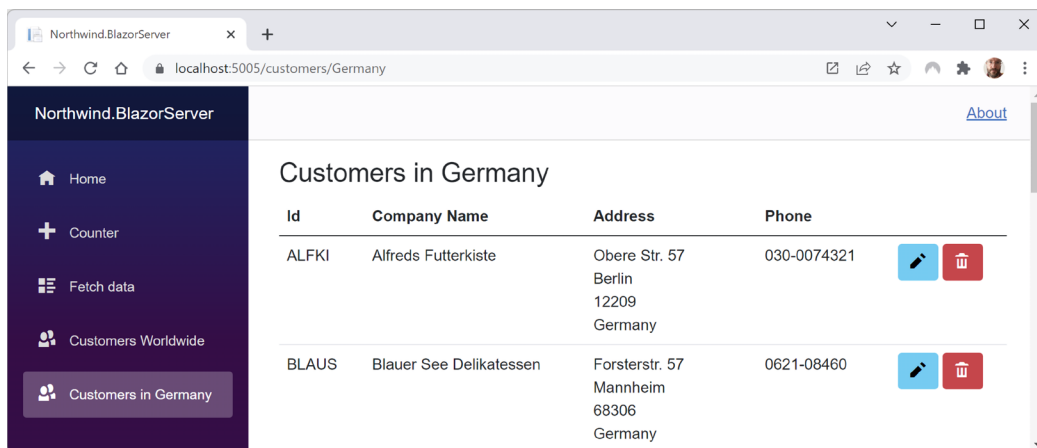 Northwind.BlazorServer
localhost:5005/customers/Germany
Northwind.BlazorServer
About
Home
Counter
Fetch data
Customers Worldwide
Customers in Germany
Customers in Germany
Id Company Name Address Phone
ALFKI Alfreds Futterkiste Obere Str. 57 030-0074321
Berlin
12209
Germany
BLAUS Blauer See Delikatessen Forsterstr. 57 0621-08460
Mannheim
68306
Germany